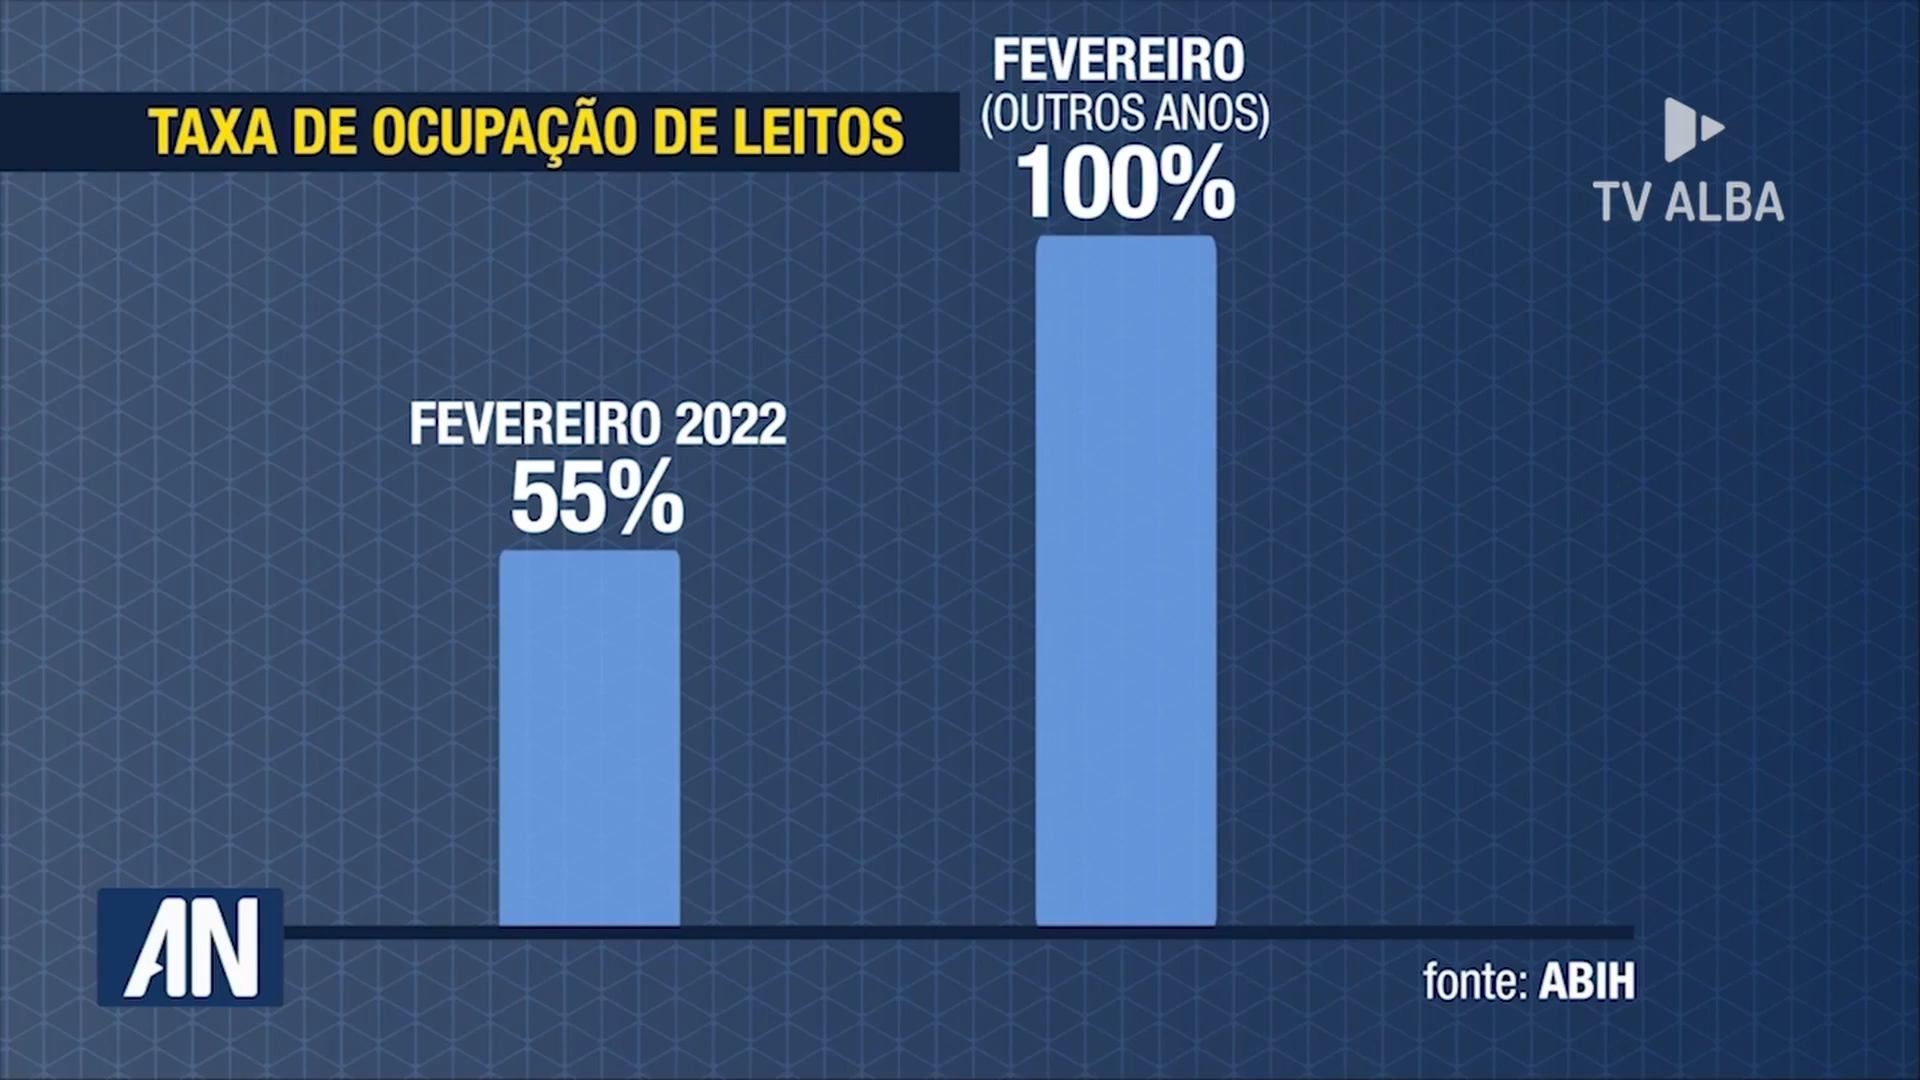 TAXA DE OCUPAÇÃO DE LEITOS
FEVEREIRO
(OUTROS ANOS)
100%
TV ALBA
FEVEREIRO 2022
55%
AN
fonte: ABIH